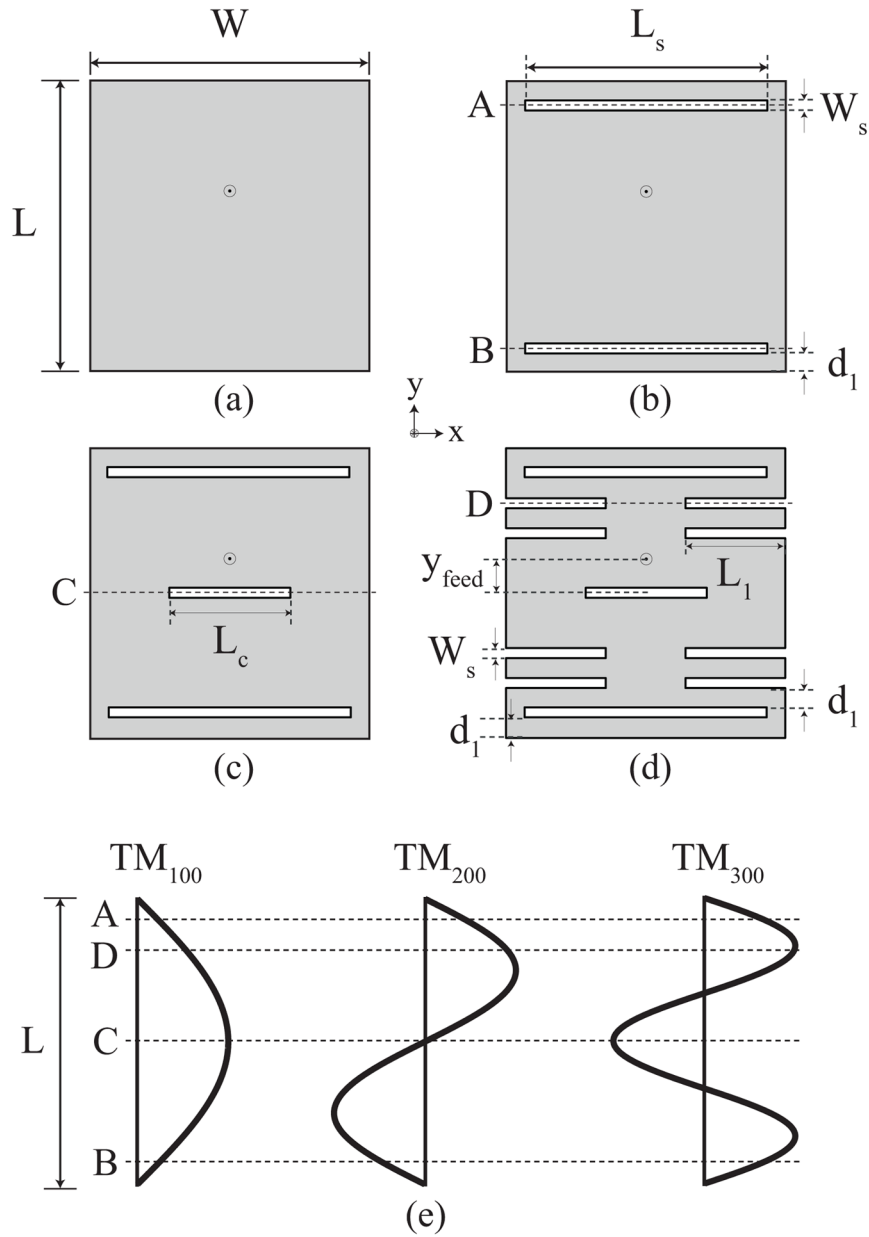 W
L
(a)
L_s
A
W_s
B
d_1
(b)
y
x
C
L_c
(c)
D
y_feed
L_1
W_s
d_1
d_1
(d)
TM_100 TM_200 TM_300
A
D
L
C
B
(e)